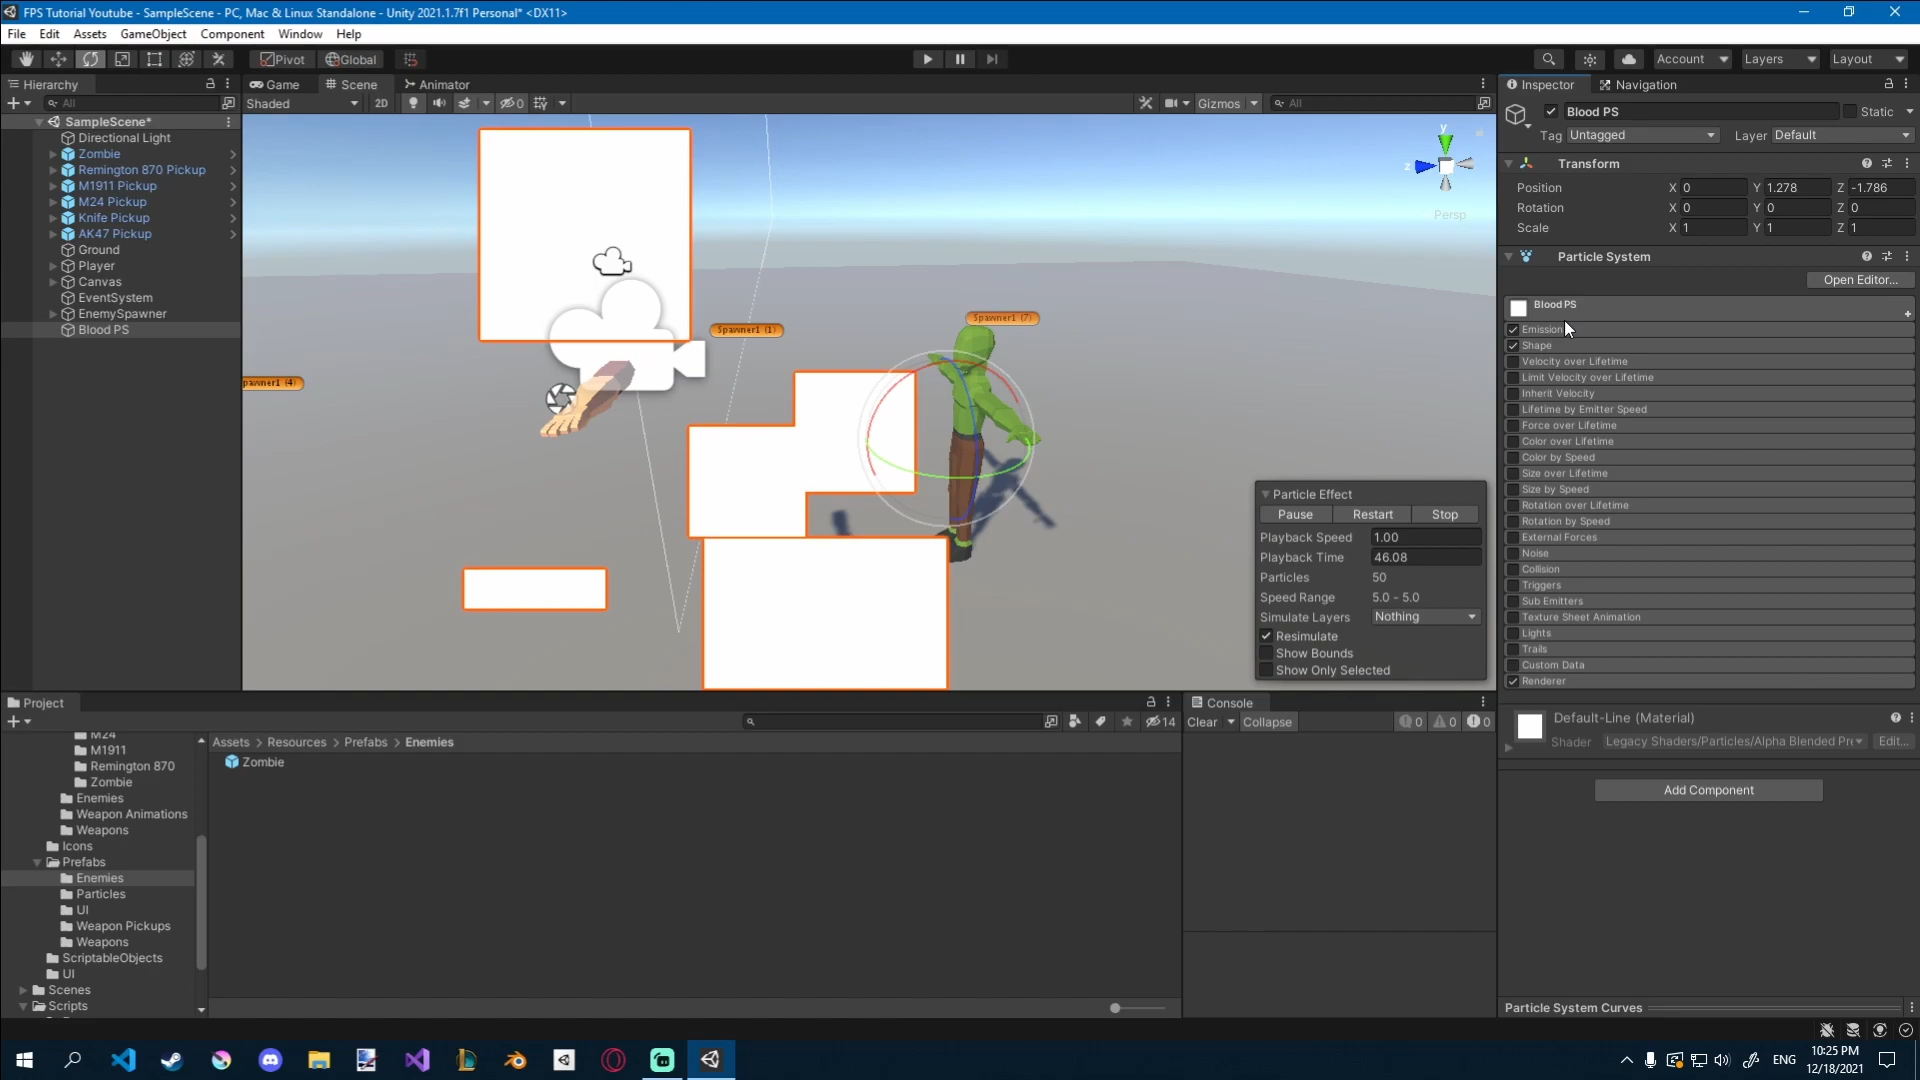 FPS Tutorial Youtube - SampleScene - PC, Mac & Linux Standalone - Unity 2021.1.7f1 Personal* <DX11>
File Edit Assets GameObject Component Window Help
Pivot Global
Account Layers Layout
Hierarchy
All
SampleScene*
Directional Light
Zombie
Remington 870 Pickup
M1911 Pickup
M24 Pickup
Knife Pickup
AK47 Pickup
Ground
Player
Canvas
EventSystem
EnemySpawner
Blood PS
Game Scene Animator
Shaded 2D 0 Gizmos All
y
z
Persp
Spawner1 (7)
Spawner1 (1)
pawner1 (4)
Particle Effect
Pause Restart Stop
Playback Speed 1.00
Playback Time 46.08
Particles 50
Speed Range 5.0 - 5.0
Simulate Layers Nothing
Resimulate
Show Bounds
Show Only Selected
Inspector Navigation
Blood PS Static
Tag Untagged Layer Default
Transform
Position X 0 Y 1.278 Z -1.786
Rotation X 0 Y 0 Z 0
Scale X 1 Y 1 Z 1
Particle System
Open Editor...
Blood PS
Emission
Shape
Velocity over Lifetime
Limit Velocity over Lifetime
Inherit Velocity
Lifetime by Emitter Speed
Force over Lifetime
Color over Lifetime
Color by Speed
Size over Lifetime
Size by Speed
Rotation over Lifetime
Rotation by Speed
External Forces
Noise
Collision
Triggers
Sub Emitters
Texture Sheet Animation
Lights
Trails
Custom Data
Renderer
Default-Line (Material)
Shader Legacy Shaders/Particles/Alpha Blended Pre Edit...
Add Component
Particle System Curves
Project
14
M24
M1911
Remington 870
Zombie
Enemies
Weapon Animations
Weapons
Icons
Prefabs
Enemies
Particles
UI
Weapon Pickups
Weapons
ScriptableObjects
UI
Scenes
Scripts
Assets > Resources > Prefabs > Enemies
Zombie
Console
Clear Collapse 0 0 0
ENG
10:25 PM
12/18/2021